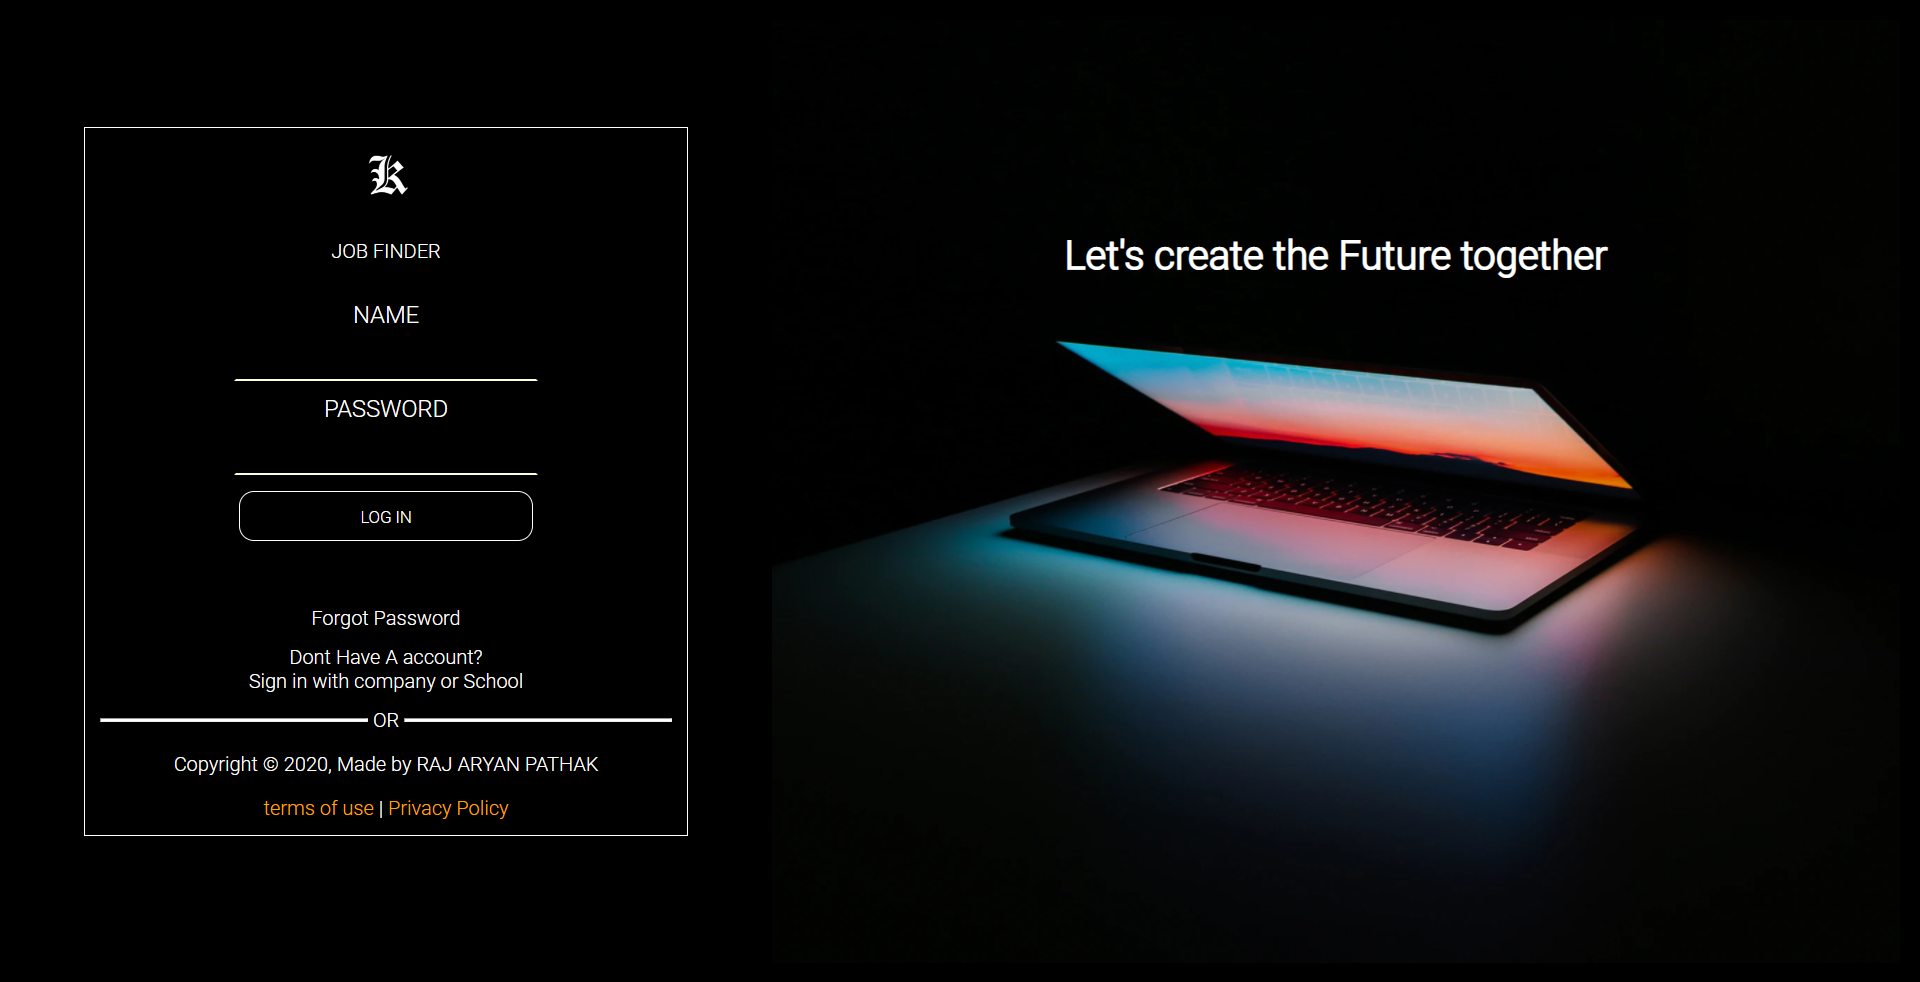 k
JOB FINDER
NAME
PASSWORD
LOG IN
Forgot Password
Dont Have A account?
Sign in with company or School
OR
Copyright © 2020, Made by RAJ ARYAN PATHAK
terms of use | Privacy Policy
Let's create the Future together